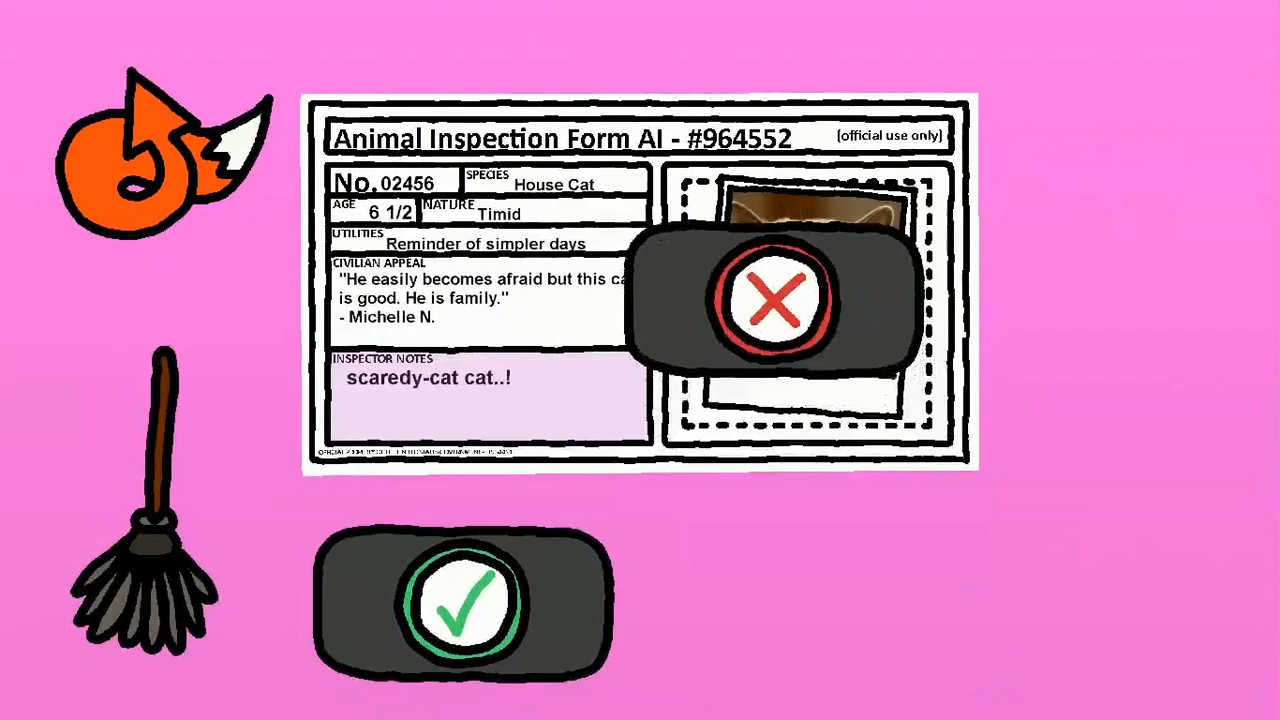 Animal Inspection Form AI - #964552 (official use only)
No. 02456 SPECIES House Cat
AGE 6 1/2 NATURE Timid
UTILITIES Reminder of simpler days
CIVILIAN APPEAL
"He easily becomes afraid but this ca
is good. He is family."
- Michelle N.
INSPECTOR NOTES
scaredy-cat cat..!